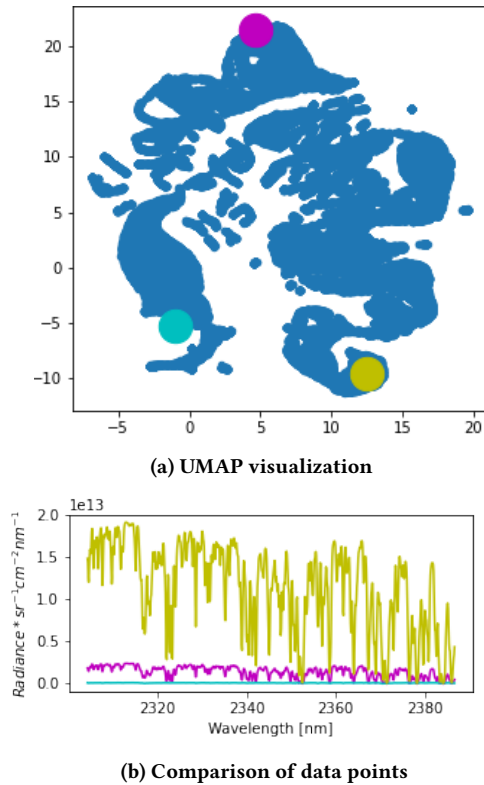 20
15
10
5
0
−5
−10
−5 0 5 10 15 20
(a) UMAP visualization
1e13
2.0
1.5
1.0
0.5
0.0
Radiance * sr⁻¹cm⁻²nm⁻¹
2320 2340 2360 2380
Wavelength [nm]
(b) Comparison of data points